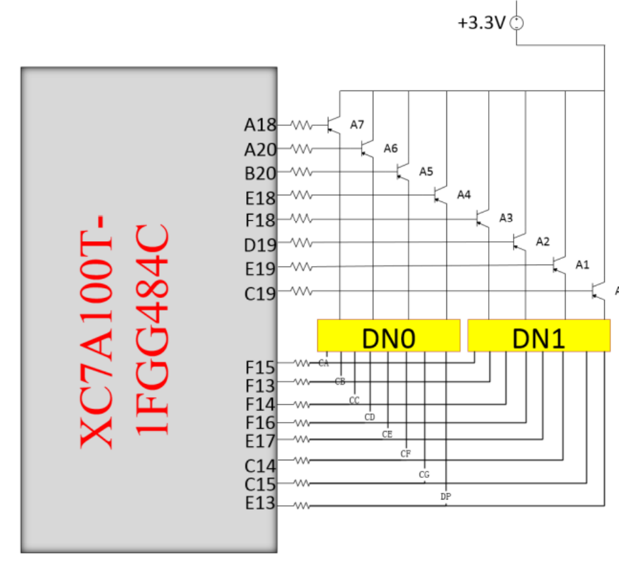 +3.3V
A18
A7
A20
A6
B20
A5
E18
A4
F18
A3
D19
A2
E19
A1
C19
A
XC7A100T-
1FGG484C
DN0
DN1
F15
CA
F13
CB
F14
CC
F16
CD
E17
CE
C14
CF
C15
CG
E13
DP